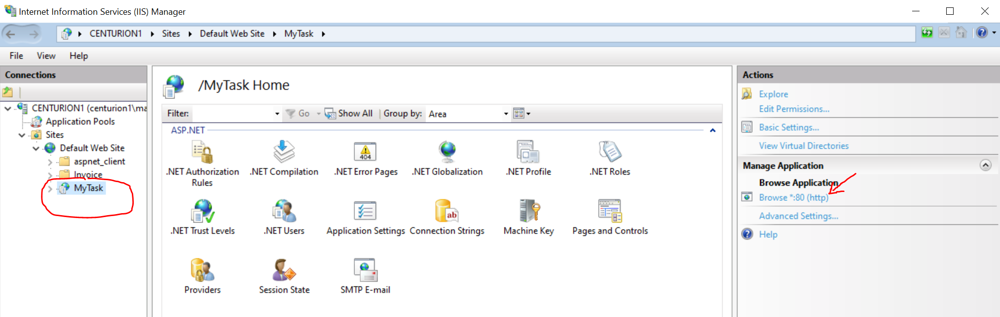 Internet Information Services (IIS) Manager
CENTURION1 Sites Default Web Site MyTask
File View Help
Connections
CENTURION1 (centurion1\ma
Application Pools
Sites
Default Web Site
aspnet_client
Invoice
MyTask
/MyTask Home
Filter: Go Show All Group by: Area
ASP.NET
.NET Authorization Rules
.NET Compilation
404
.NET Error Pages
.NET Globalization
.NET Profile
.NET Roles
.NET Trust Levels
.NET Users
Application Settings
ab
Connection Strings
Machine Key
Pages and Controls
Providers
Session State
SMTP E-mail
Actions
Explore
Edit Permissions...
Basic Settings...
View Virtual Directories
Manage Application
Browse Application
Browse *:80 (http)
Advanced Settings...
Help